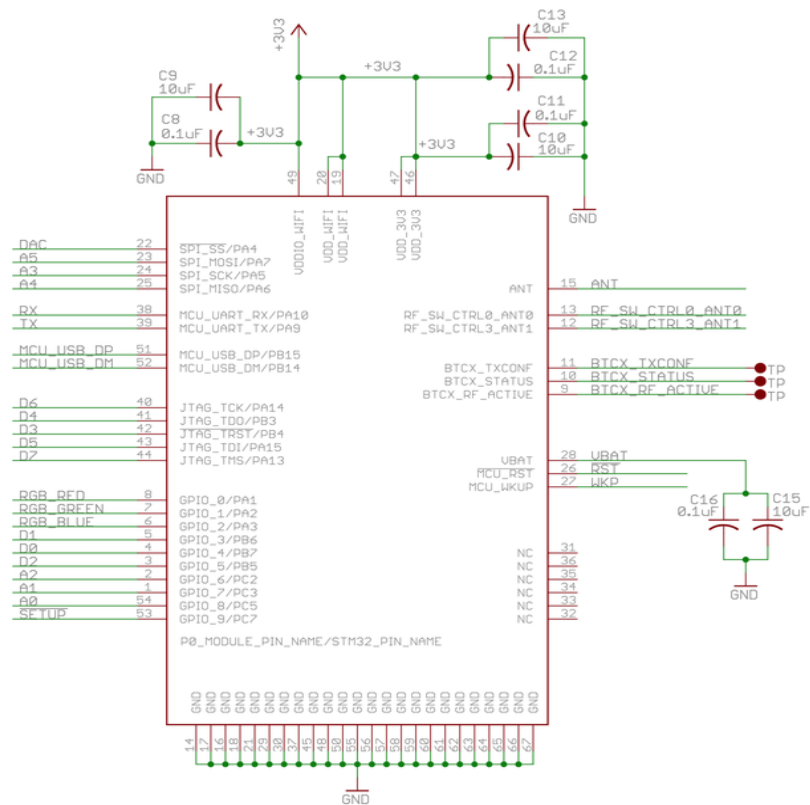 C13
10uF
+3V3
C12
0.1uF
+3V3
C9
10uF
C11
0.1uF
C8
0.1uF
+3V3
+3V3
C10
10uF
GND
GND
49
20
19
47
46
VDDIO_WIFI
VDD_WIFI
VDD_WIFI
VDD_3V3
VDD_3V3
DAC 22 SPI_SS/PA4
A5 23 SPI_MOSI/PA7
A3 24 SPI_SCK/PA5
A4 25 SPI_MISO/PA6
RX 38 MCU_UART_RX/PA10
TX 39 MCU_UART_TX/PA9
MCU_USB_DP 51 MCU_USB_DP/PB15
MCU_USB_DM 52 MCU_USB_DM/PB14
D6 40 JTAG_TCK/PA14
D4 41 JTAG_TDO/PB3
D3 42 JTAG_TRST/PB4
D5 43 JTAG_TDI/PA15
D7 44 JTAG_TMS/PA13
RGB_RED 8 GPIO_0/PA1
RGB_GREEN 7 GPIO_1/PA2
RGB_BLUE 6 GPIO_2/PA3
D1 5 GPIO_3/PB6
D0 4 GPIO_4/PB7
D2 3 GPIO_5/PB5
A2 2 GPIO_6/PC2
A1 1 GPIO_7/PC3
A0 54 GPIO_8/PC5
SETUP 53 GPIO_9/PC7
ANT 15 ANT
RF_SW_CTRL0_ANT0 13 RF_SW_CTRL0_ANT0
RF_SW_CTRL3_ANT1 12 RF_SW_CTRL3_ANT1
BTCX_TXCONF 11 BTCX_TXCONF TP
BTCX_STATUS 10 BTCX_STATUS TP
BTCX_RF_ACTIVE 9 BTCX_RF_ACTIVE TP
VBAT 28 VBAT
MCU_RST 26 RST
MCU_WKUP 27 WKP
C16
0.1uF
C15
10uF
GND
NC 31
NC 36
NC 35
NC 34
NC 33
NC 32
P0_MODULE_PIN_NAME/STM32_PIN_NAME
GND GND GND GND GND GND GND GND GND GND GND GND GND GND GND GND GND GND GND GND GND GND GND GND
14 17 16 18 21 29 30 37 45 48 50 55 56 57 58 59 60 61 62 63 64 65 66 67
GND